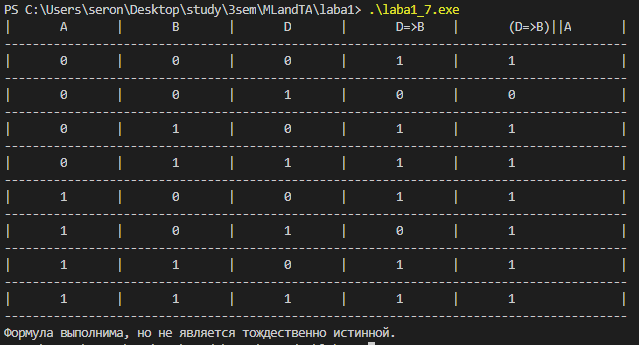 PS C:\Users\seron\Desktop\study\3sem\MLandTA\laba1> .\laba1_7.exe
| A | B | D | D=>B | (D=>B)||A |
--------------------------------------------------------------------------------
| 0 | 0 | 0 | 1 | 1 |
--------------------------------------------------------------------------------
| 0 | 0 | 1 | 0 | 0 |
--------------------------------------------------------------------------------
| 0 | 1 | 0 | 1 | 1 |
--------------------------------------------------------------------------------
| 0 | 1 | 1 | 1 | 1 |
--------------------------------------------------------------------------------
| 1 | 0 | 0 | 1 | 1 |
--------------------------------------------------------------------------------
| 1 | 0 | 1 | 0 | 1 |
--------------------------------------------------------------------------------
| 1 | 1 | 0 | 1 | 1 |
--------------------------------------------------------------------------------
| 1 | 1 | 1 | 1 | 1 |
--------------------------------------------------------------------------------
Формула выполнима, но не является тождественно истинной.